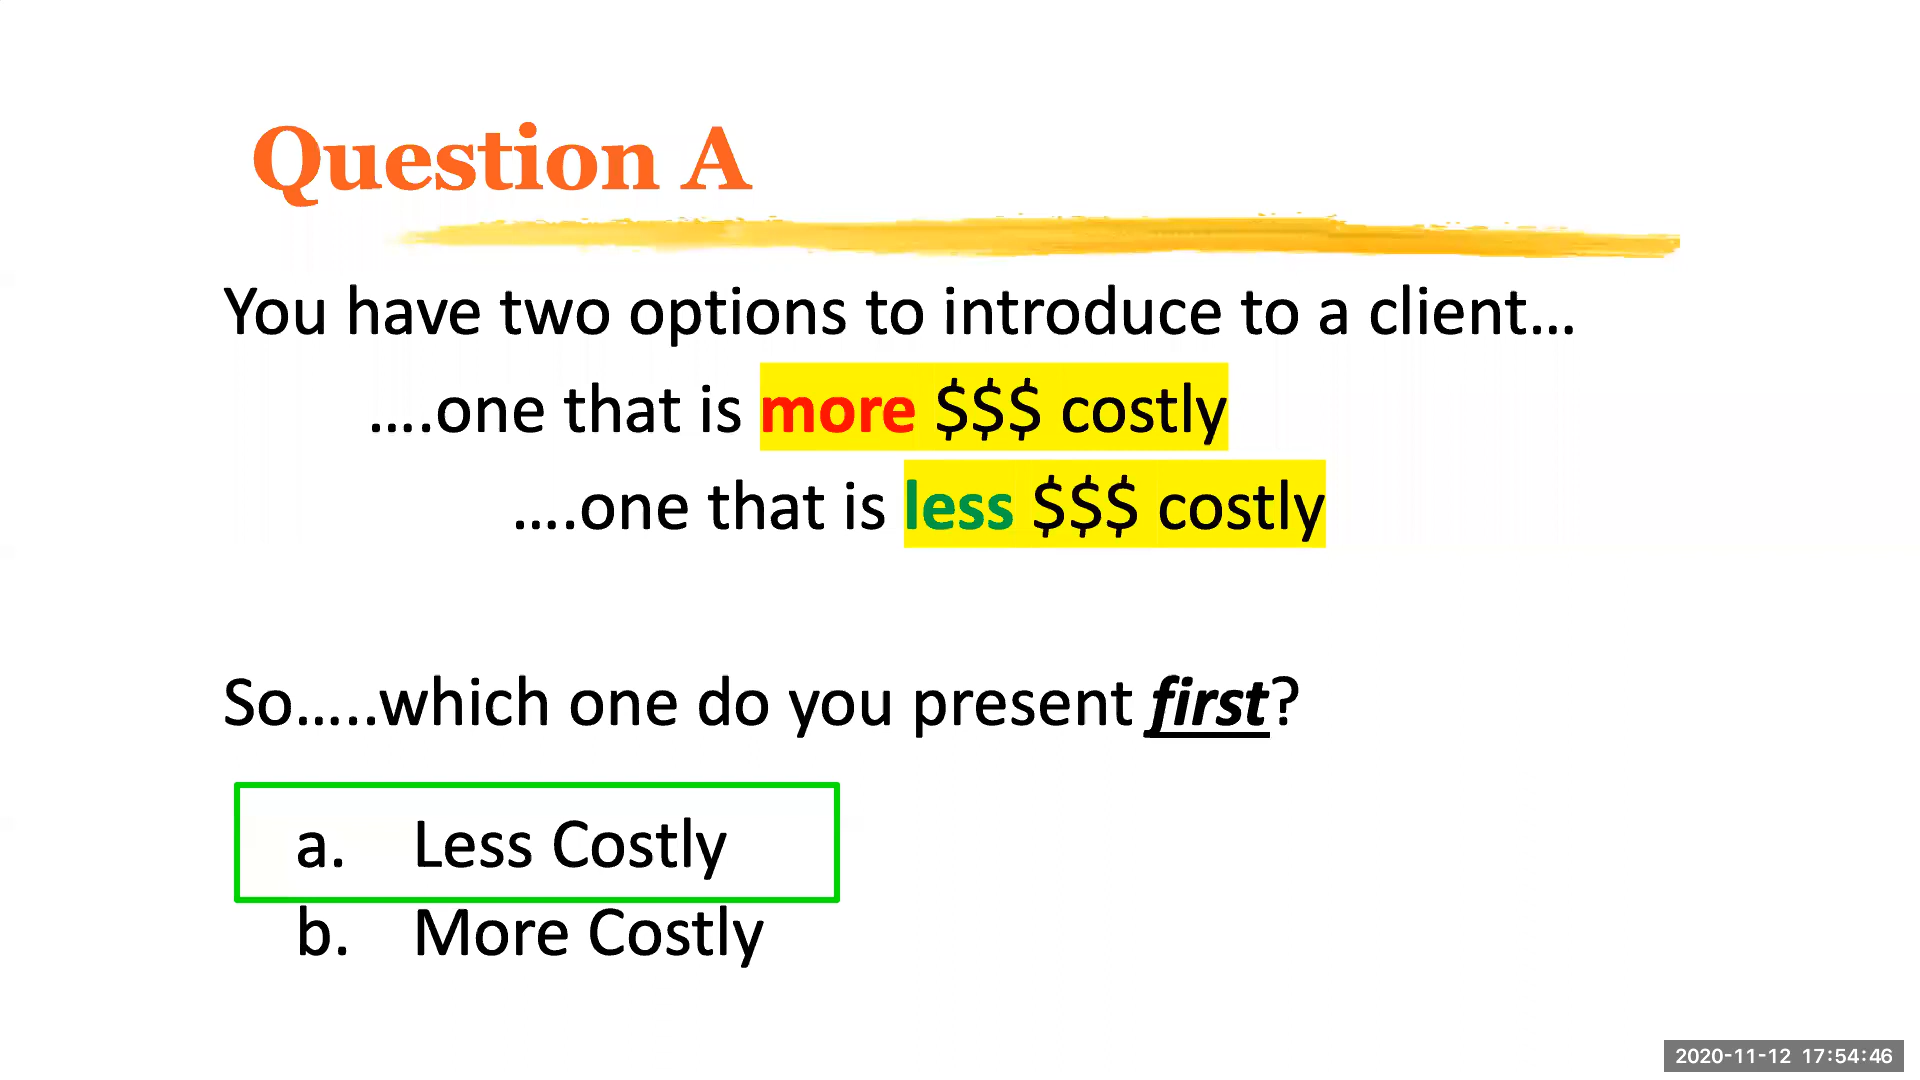 Question A
You have two options to introduce to a client...
....one that is more $$$ costly
....one that is less $$$ costly
So.....which one do you present first?
a. Less Costly
b. More Costly
2020-11-12 17:54:46